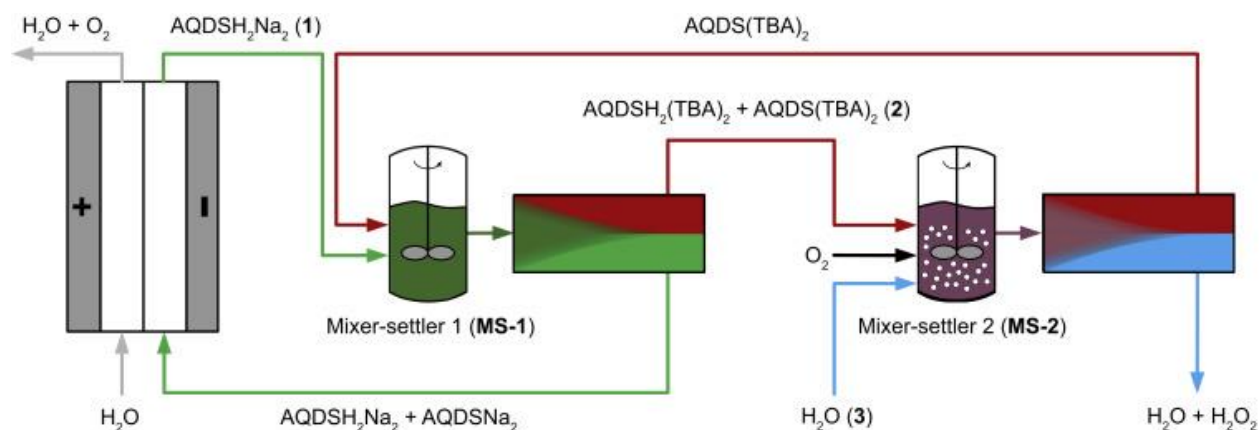 H₂O + O₂
AQDSH₂Na₂ (1)
AQDS(TBA)₂
AQDSH₂(TBA)₂ + AQDS(TBA)₂ (2)
+
-
O₂
Mixer-settler 1 (MS-1)
Mixer-settler 2 (MS-2)
H₂O
AQDSH₂Na₂ + AQDSNa₂
H₂O (3)
H₂O + H₂O₂